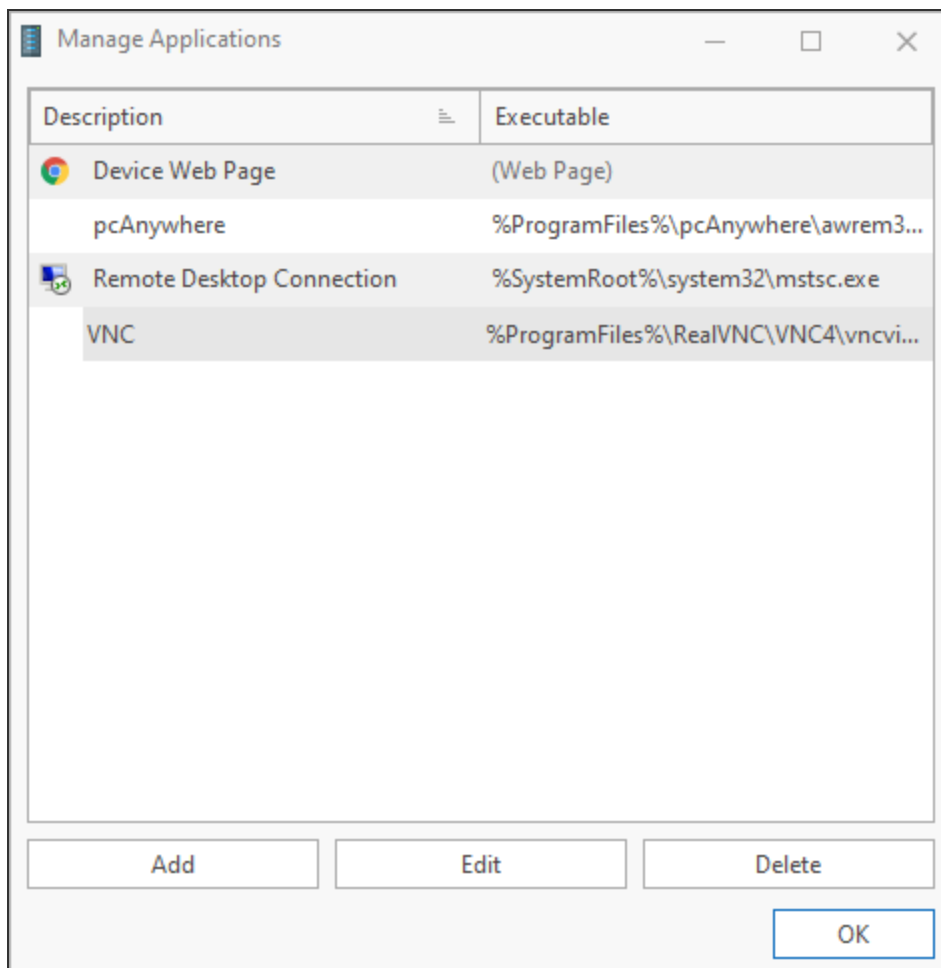 Manage Applications
Description Executable
Device Web Page (Web Page)
pcAnywhere %ProgramFiles%\pcAnywhere\awrem3...
Remote Desktop Connection %SystemRoot%\system32\mstsc.exe
VNC %ProgramFiles%\RealVNC\VNC4\vncvi...
Add Edit Delete
OK